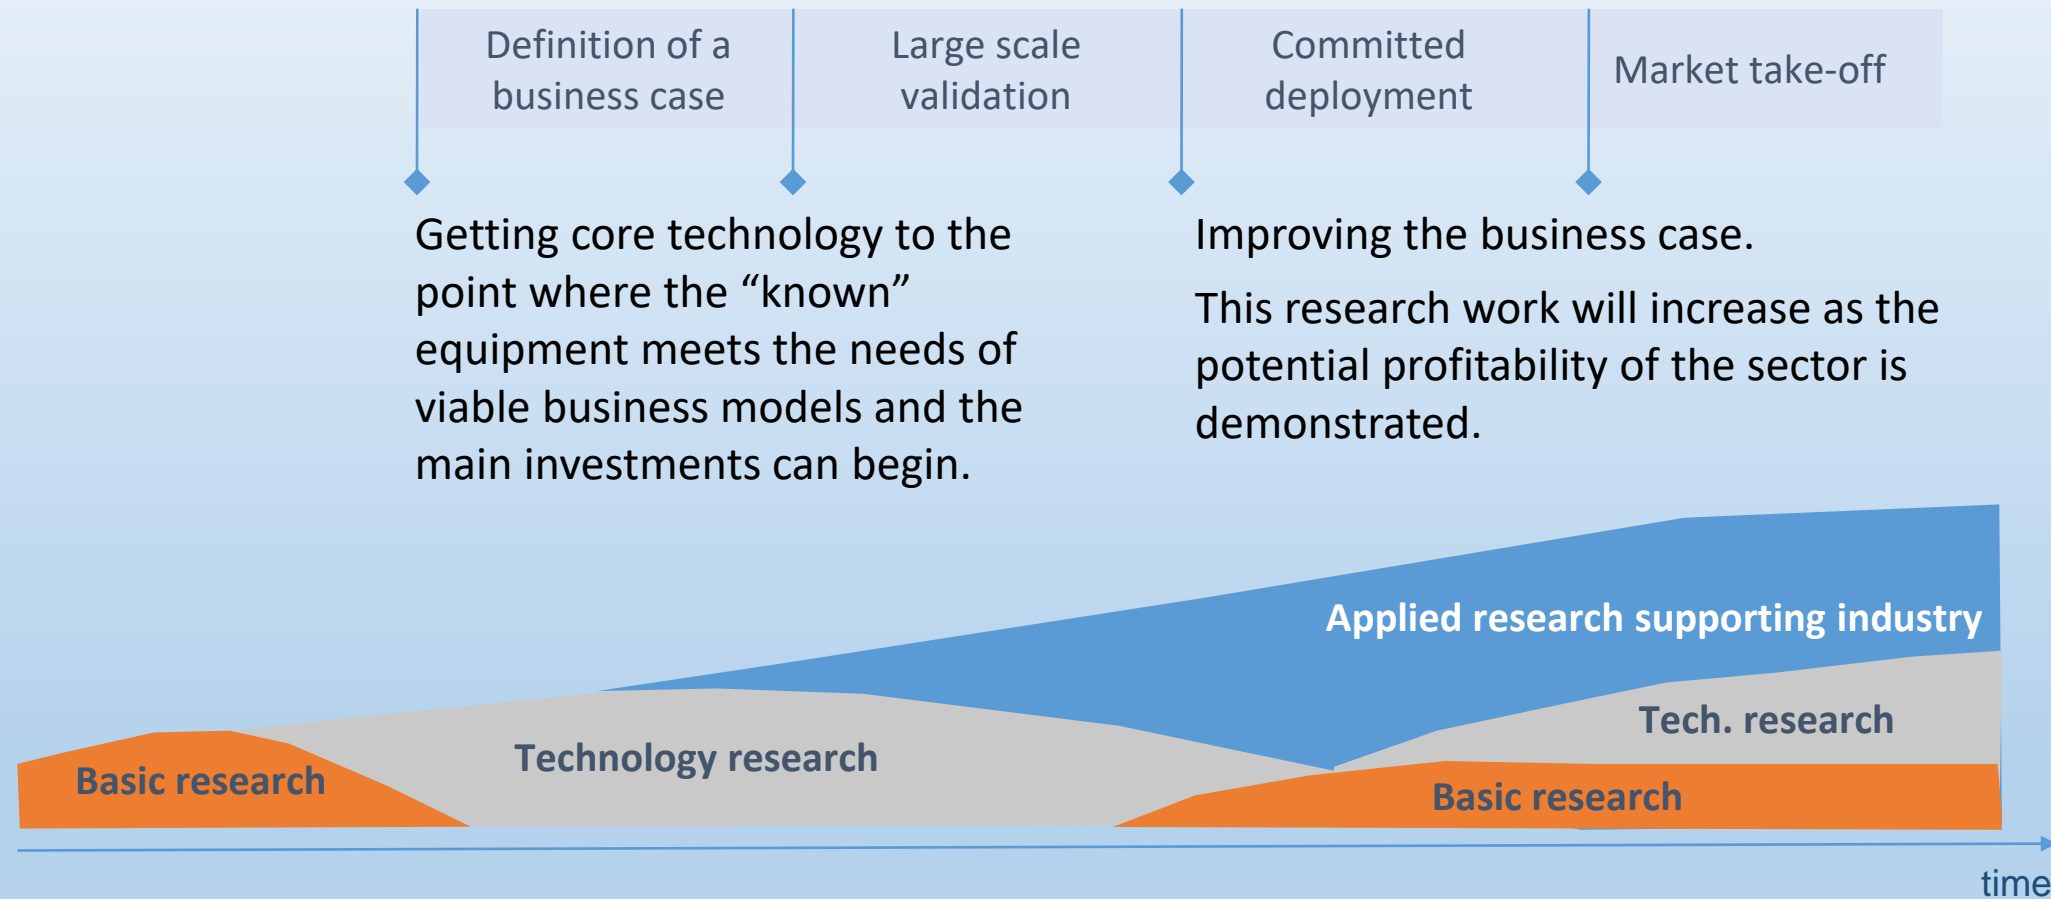 Definition of a
business case
Large scale
validation
Committed
deployment
Market take-off
Getting core technology to the
point where the “known”
equipment meets the needs of
viable business models and the
main investments can begin.
Improving the business case.
This research work will increase as the
potential profitability of the sector is
demonstrated.
Applied research supporting industry
Tech. research
Technology research
Basic research
Basic research
time